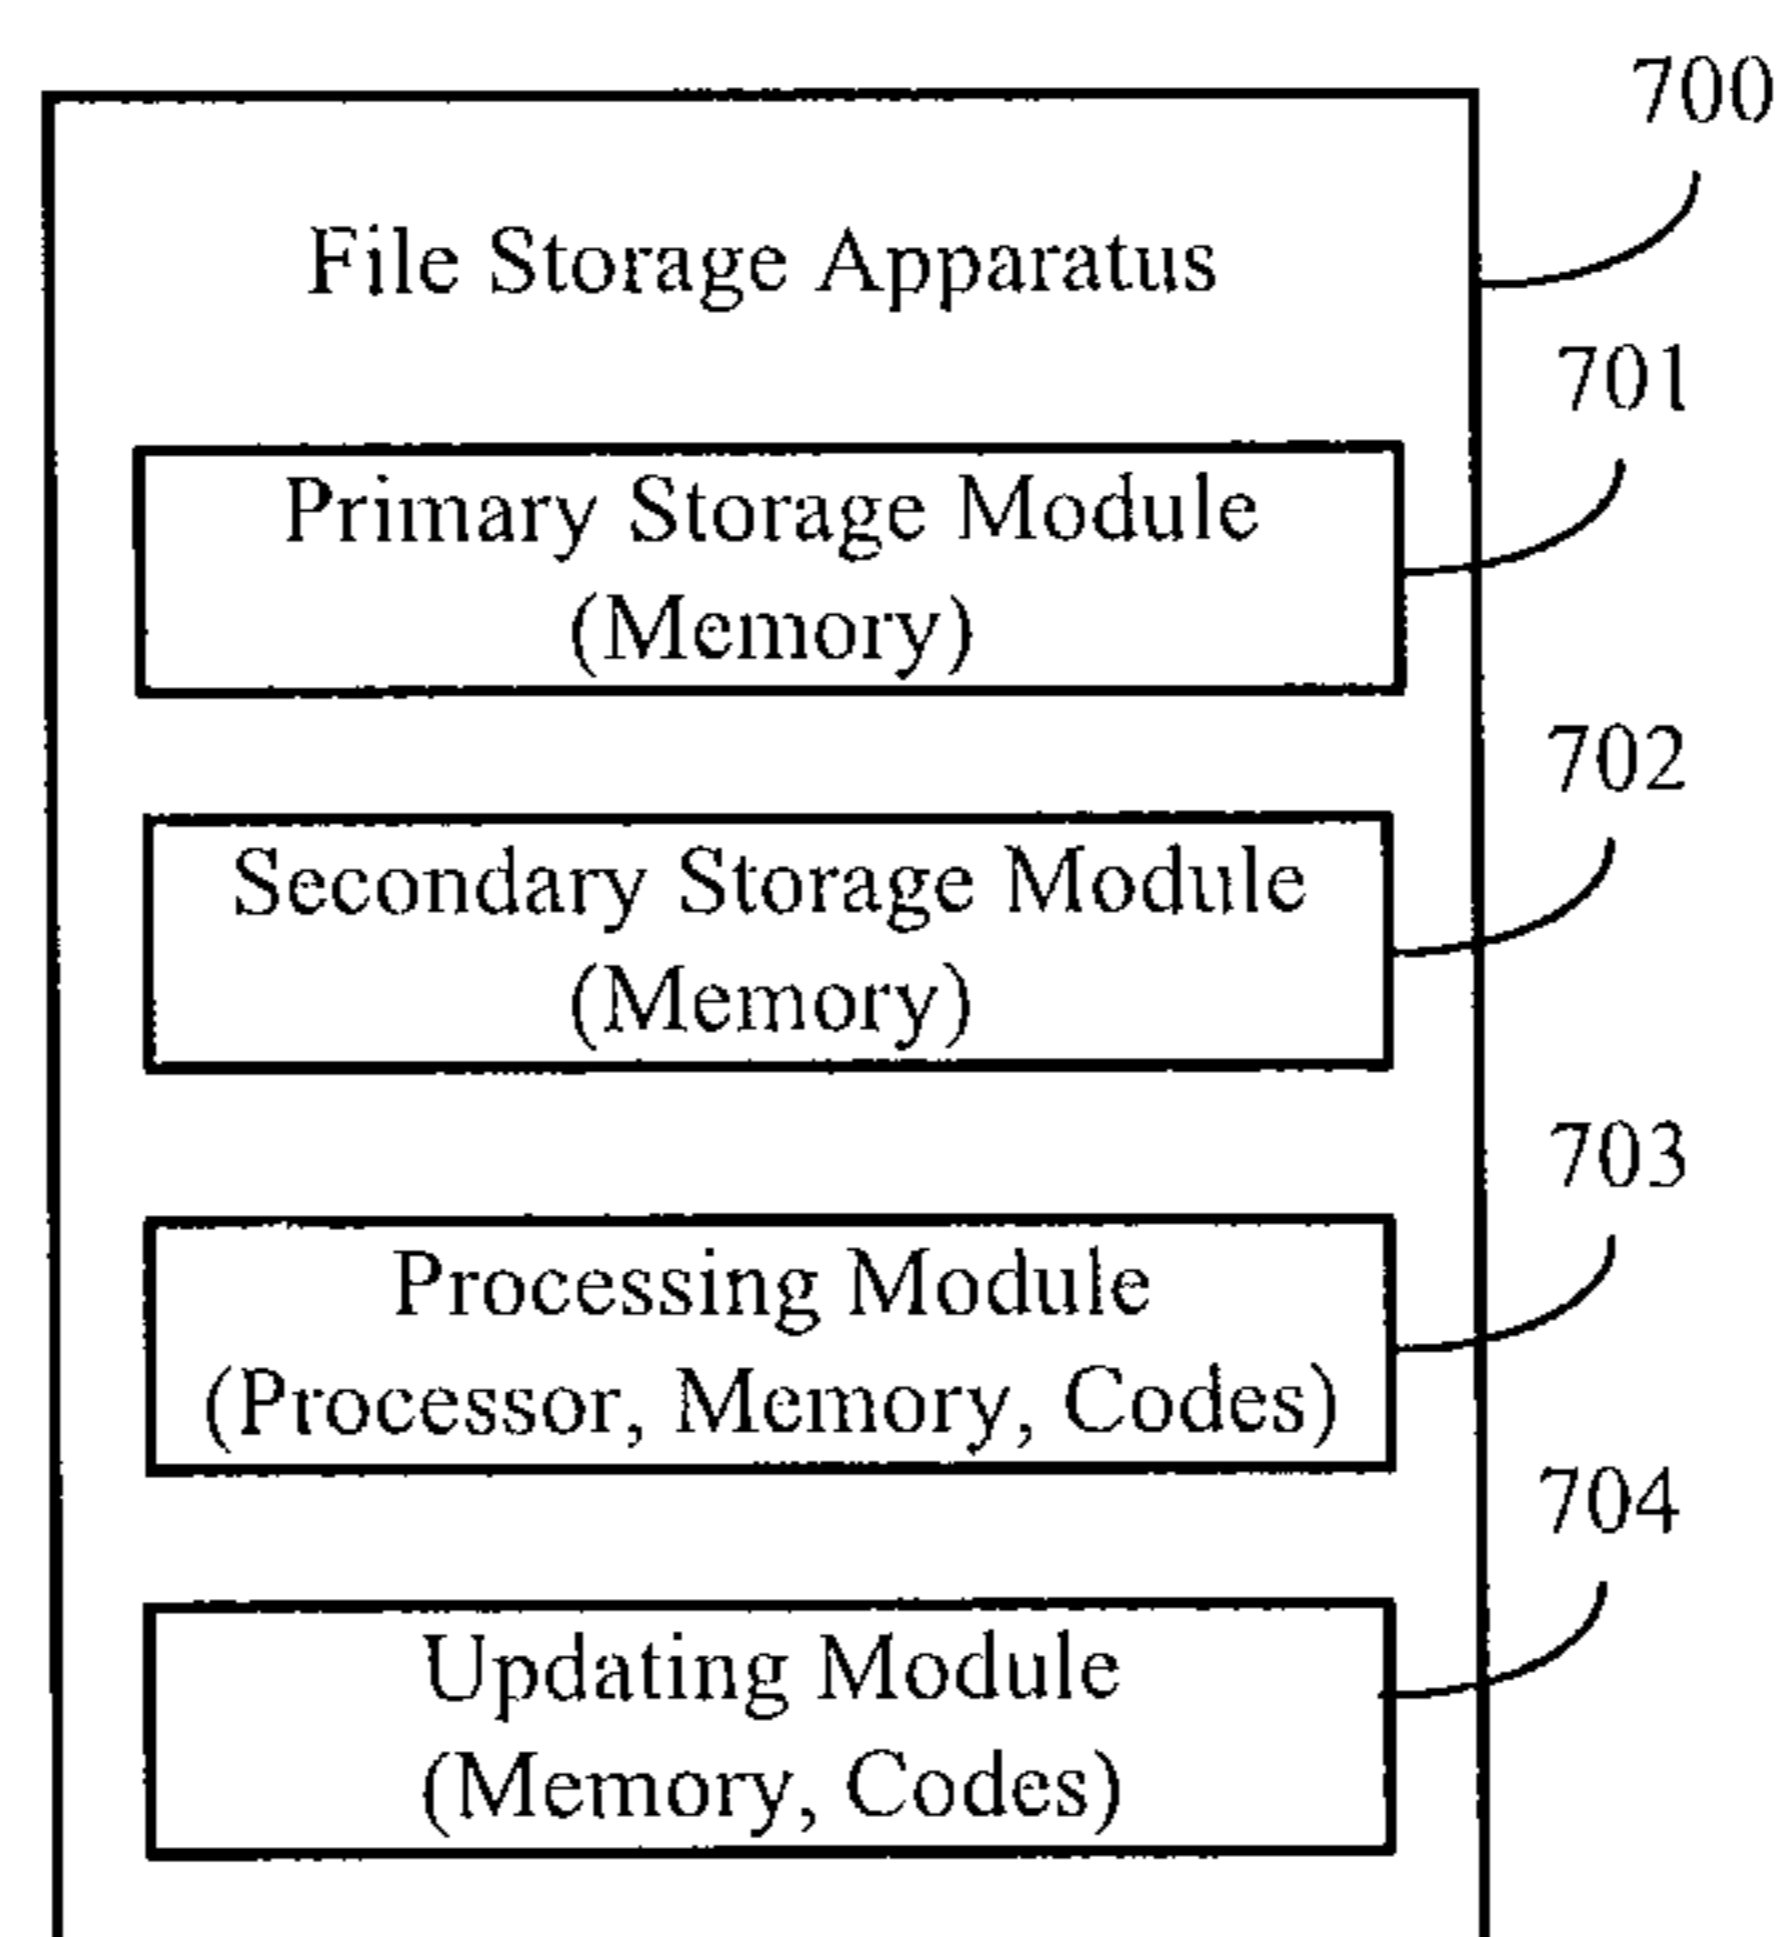 700
File Storage Apparatus
701
Primary Storage Module
(Memory)
702
Secondary Storage Module
(Memory)
703
Processing Module
(Processor, Memory, Codes)
704
Updating Module
(Memory, Codes)